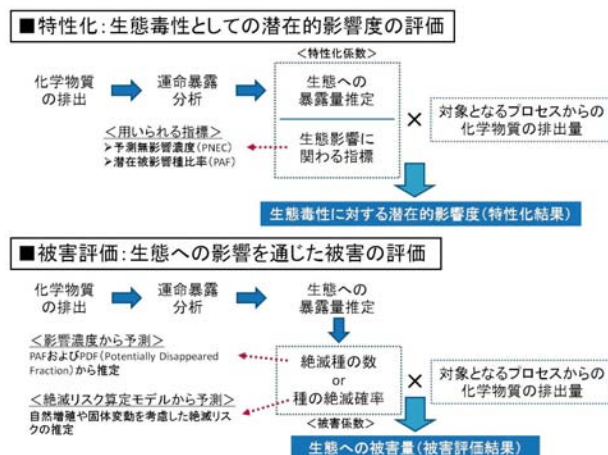 ■特性化：生態毒性としての潜在的影響度の評価
＜特性化係数＞
化学物質
の排出
運命暴露
分析
生態への
暴露量推定
生態影響に
関わる指標
×
対象となるプロセスからの
化学物質の排出量
＜用いられる指標＞
➢予測無影響濃度(PNEC)
➢潜在被影響種比率(PAF)
生態毒性に対する潜在的影響度(特性化結果)
■被害評価：生態への影響を通じた被害の評価
化学物質
の排出
運命暴露
分析
生態への
暴露量推定
＜影響濃度から予測＞
PAFおよびPDF(Potentially Disappeared
Fraction)から推定
＜絶滅リスク算定モデルから予測＞
自然増殖や固体変動を考慮した絶滅リス
クの推定
絶滅種の数
or
種の絶滅確率
＜被害係数＞
×
対象となるプロセスからの
化学物質の排出量
生態への被害量(被害評価結果)